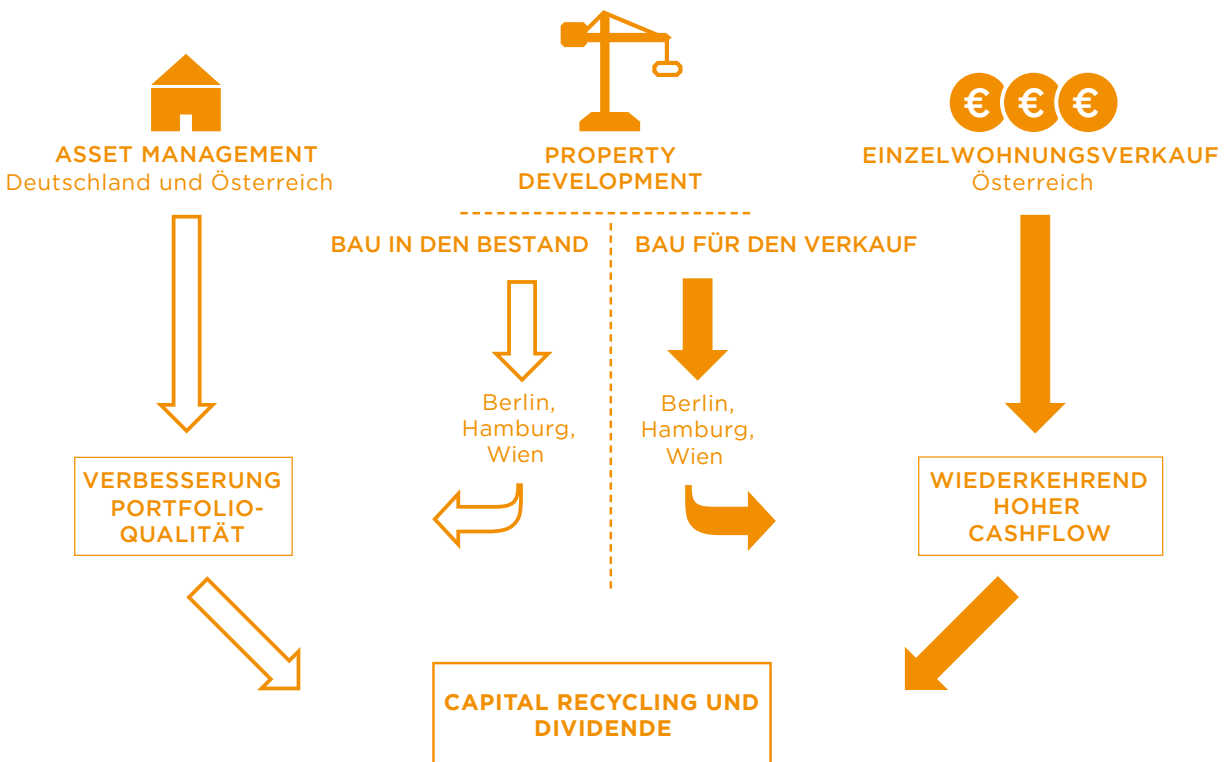 € € €
ASSET MANAGEMENT
Deutschland und Österreich
PROPERTY
DEVELOPMENT
EINZELWOHNUNGSVERKAUF
Österreich
BAU IN DEN BESTAND
BAU FÜR DEN VERKAUF
Berlin,
Hamburg,
Wien
Berlin,
Hamburg,
Wien
VERBESSERUNG
PORTFOLIO-
QUALITÄT
WIEDERKEHREND
HOHER
CASHFLOW
CAPITAL RECYCLING UND
DIVIDENDE